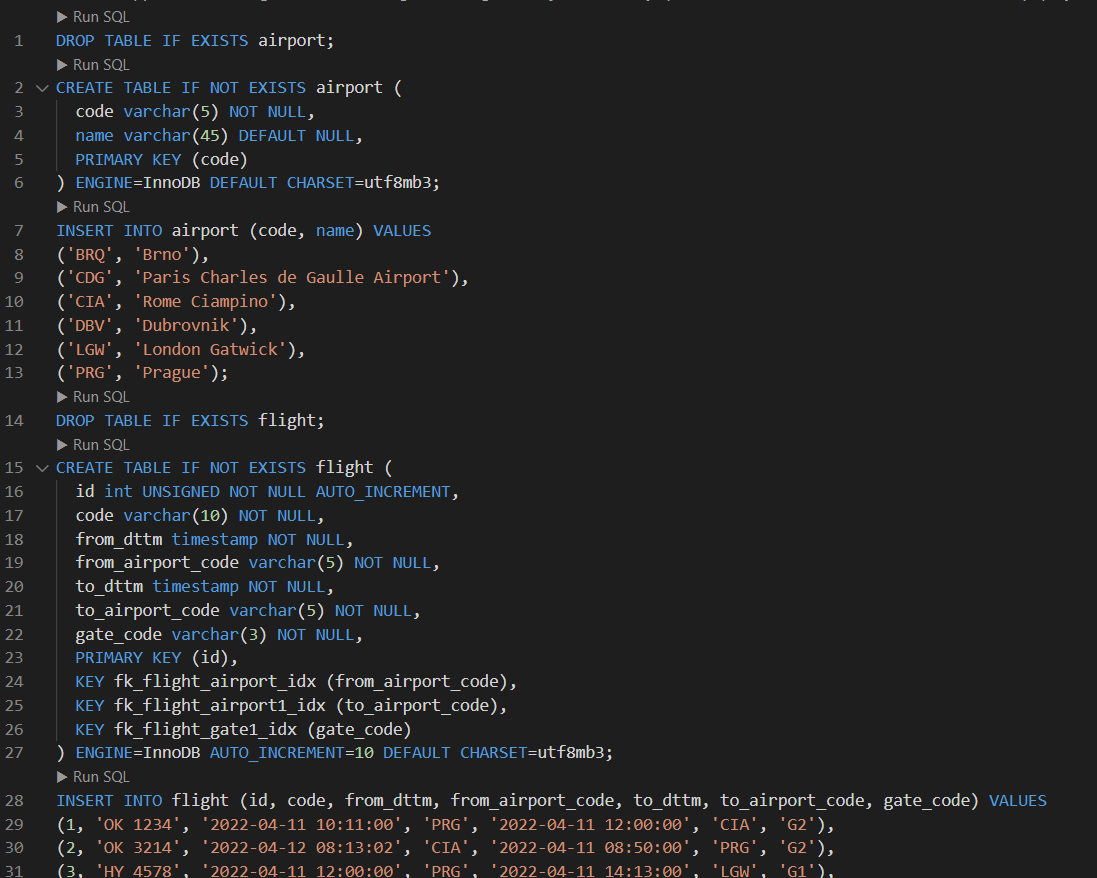 Run SQL
1 DROP TABLE IF EXISTS airport;
Run SQL
2 CREATE TABLE IF NOT EXISTS airport (
3 code varchar(5) NOT NULL,
4 name varchar(45) DEFAULT NULL,
5 PRIMARY KEY (code)
6 ) ENGINE=InnoDB DEFAULT CHARSET=utf8mb3;
Run SQL
7 INSERT INTO airport (code, name) VALUES
8 ('BRQ', 'Brno'),
9 ('CDG', 'Paris Charles de Gaulle Airport'),
10 ('CIA', 'Rome Ciampino'),
11 ('DBV', 'Dubrovnik'),
12 ('LGW', 'London Gatwick'),
13 ('PRG', 'Prague');
Run SQL
14 DROP TABLE IF EXISTS flight;
Run SQL
15 CREATE TABLE IF NOT EXISTS flight (
16 id int UNSIGNED NOT NULL AUTO_INCREMENT,
17 code varchar(10) NOT NULL,
18 from_dttm timestamp NOT NULL,
19 from_airport_code varchar(5) NOT NULL,
20 to_dttm timestamp NOT NULL,
21 to_airport_code varchar(5) NOT NULL,
22 gate_code varchar(3) NOT NULL,
23 PRIMARY KEY (id),
24 KEY fk_flight_airport_idx (from_airport_code),
25 KEY fk_flight_airport1_idx (to_airport_code),
26 KEY fk_flight_gate1_idx (gate_code)
27 ) ENGINE=InnoDB AUTO_INCREMENT=10 DEFAULT CHARSET=utf8mb3;
Run SQL
28 INSERT INTO flight (id, code, from_dttm, from_airport_code, to_dttm, to_airport_code, gate_code) VALUES
29 (1, 'OK 1234', '2022-04-11 10:11:00', 'PRG', '2022-04-11 12:00:00', 'CIA', 'G2'),
30 (2, 'OK 3214', '2022-04-12 08:13:02', 'CIA', '2022-04-11 08:50:00', 'PRG', 'G2'),
31 (3, 'HY 4578', '2022-04-11 12:00:00', 'PRG', '2022-04-11 14:13:00', 'LGW', 'G1'),